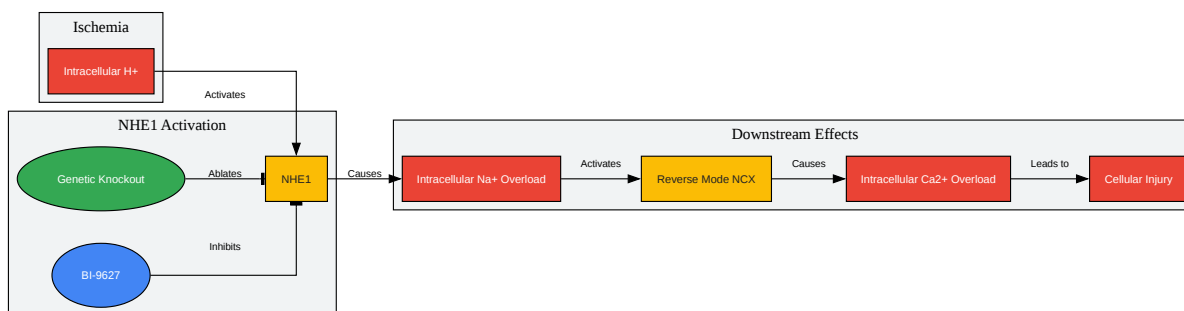 Ischemia
Intracellular H+
Activates
NHE1 Activation
Genetic Knockout
Ablates
NHE1
Causes
Inhibits
BI-9627
Downstream Effects
Intracellular Na+ Overload
Activates
Reverse Mode NCX
Causes
Intracellular Ca2+ Overload
Leads to
Cellular Injury